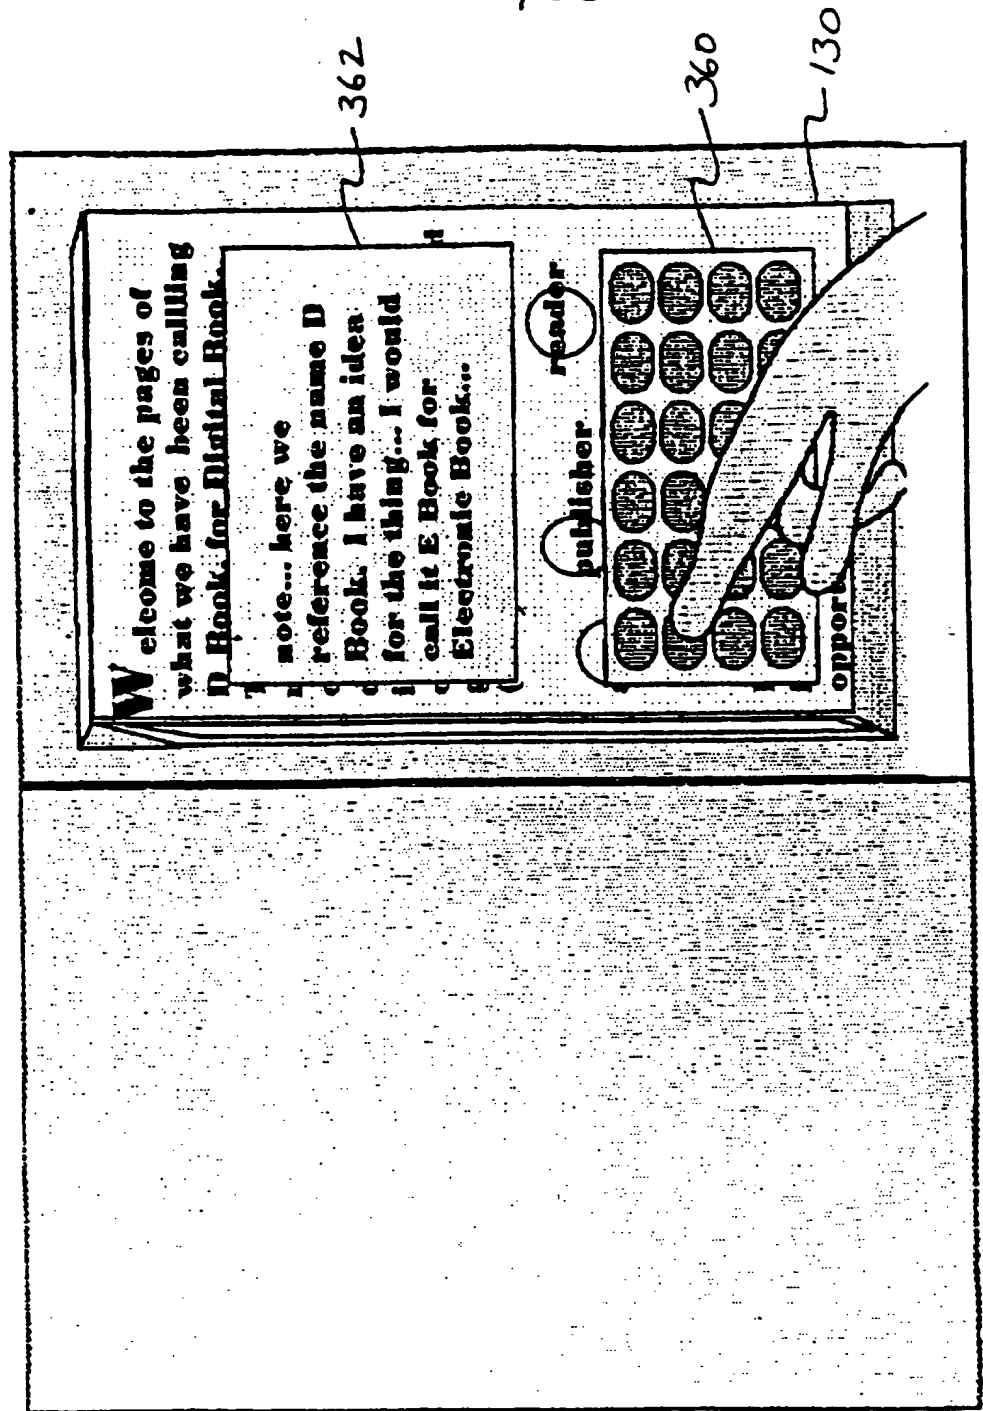 Welcome to the pages of
what we have been callling
D Book, for Digital Book.
note... here we
reference the name D
Book. I have an idea
for the thing... I would
call it E Book for
Electronic Book...
publisher
reader
opport
362
360
130